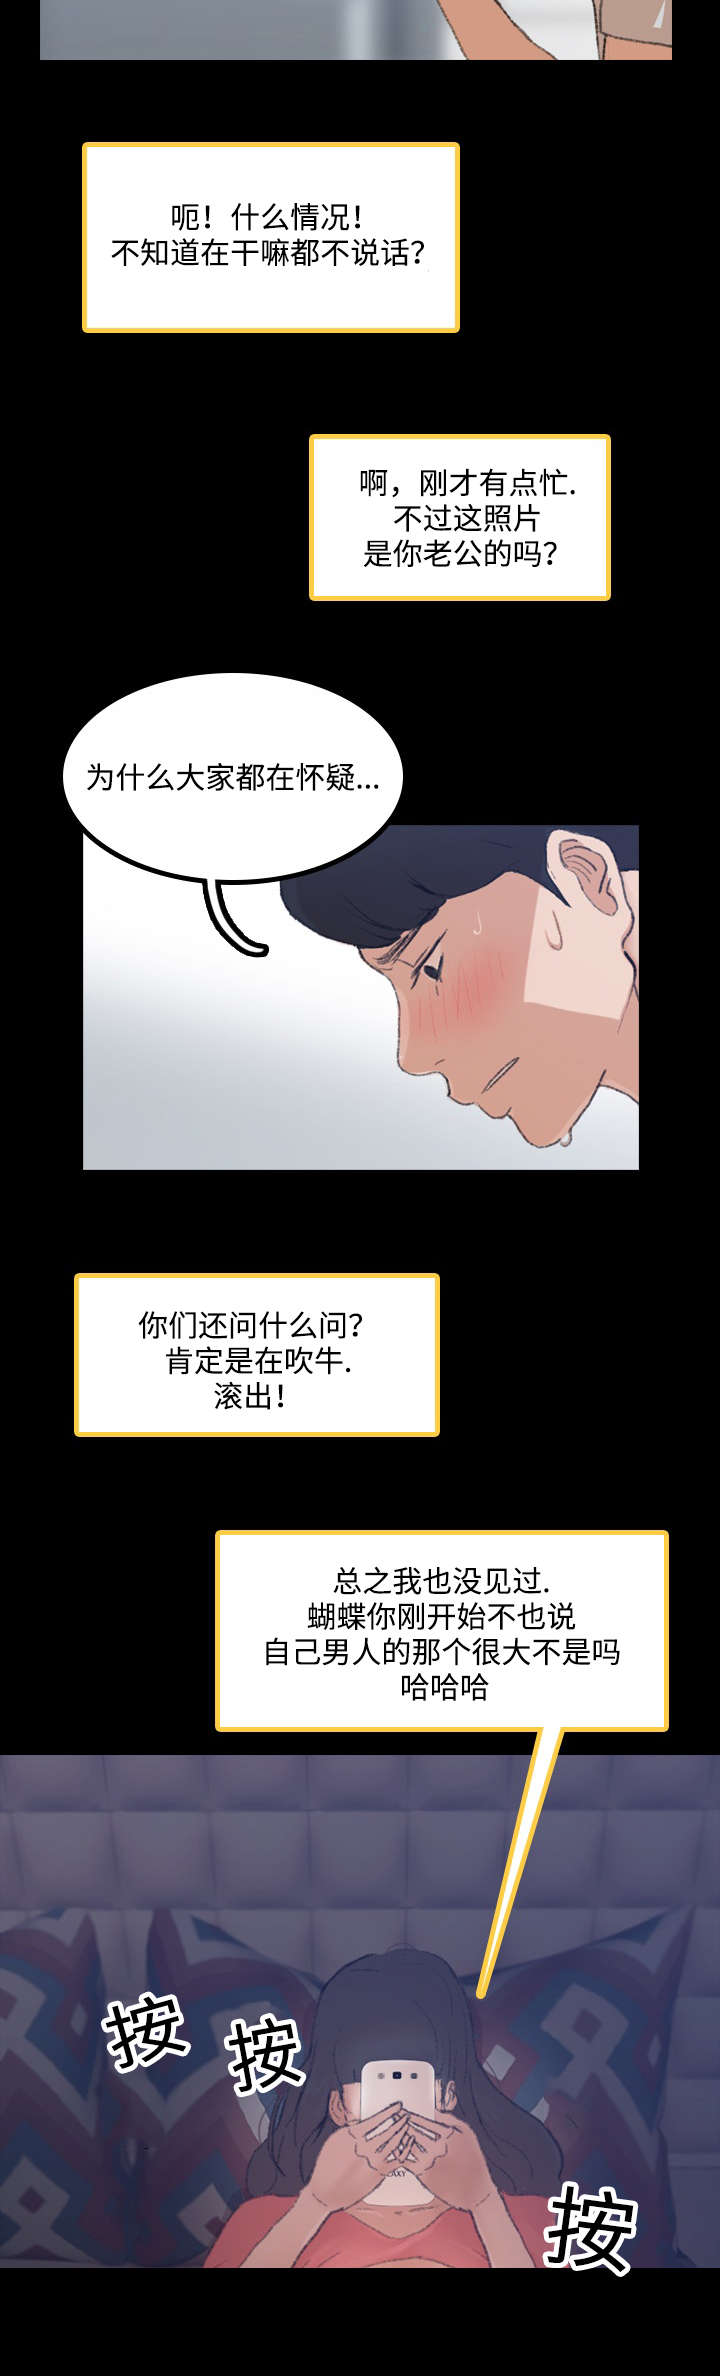 呃！什么情况！
不知道在干嘛都不说话？
啊，刚才有点忙.
不过这照片
是你老公的吗？
为什么大家都在怀疑...
你们还问什么问？
肯定是在吹牛.
滚出！
总之我也没见过.
蝴蝶你刚开始不也说
自己男人的那个很大不是吗
哈哈哈
按
按
按